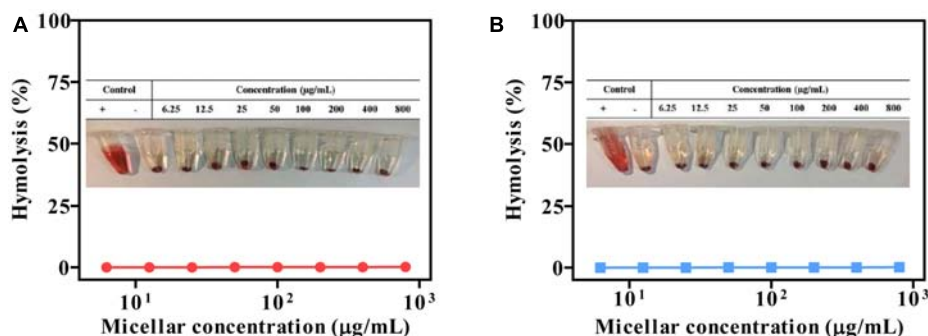 A
100
75
50
25
0
Hymolysis (%)
Control Concentration (µg/mL)
+ - 6.25 12.5 25 50 100 200 400 800
10¹ 10² 10³
Micellar concentration (µg/mL)
B
100
75
50
25
0
Hymolysis (%)
Control Concentration (µg/mL)
+ - 6.25 12.5 25 50 100 200 400 800
10¹ 10² 10³
Micellar concentration (µg/mL)